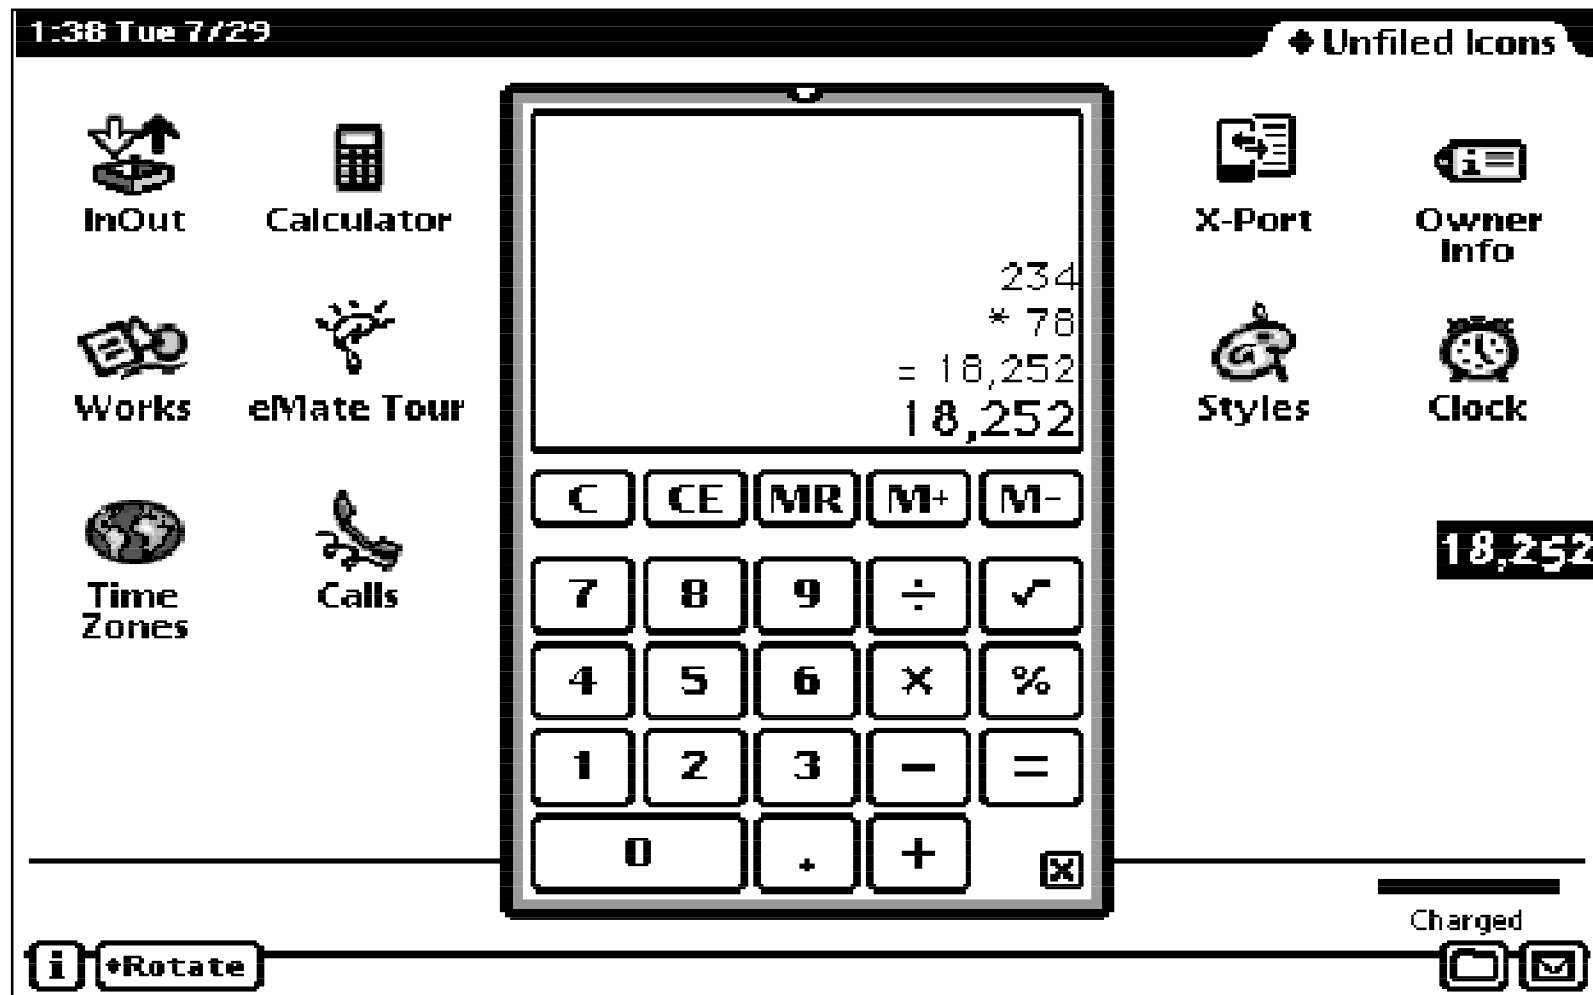 1:38 Tue 7/29
Unfiled Icons
InOut
Calculator
X-Port
Owner
Info
Works
eMate Tour
Styles
Clock
Time
Zones
Calls
234
* 78
= 18,252
18,252
C CE MR M+ M-
7 8 9 ÷ √
4 5 6 × %
1 2 3 − =
0 . +
18,252
Charged
i
Rotate